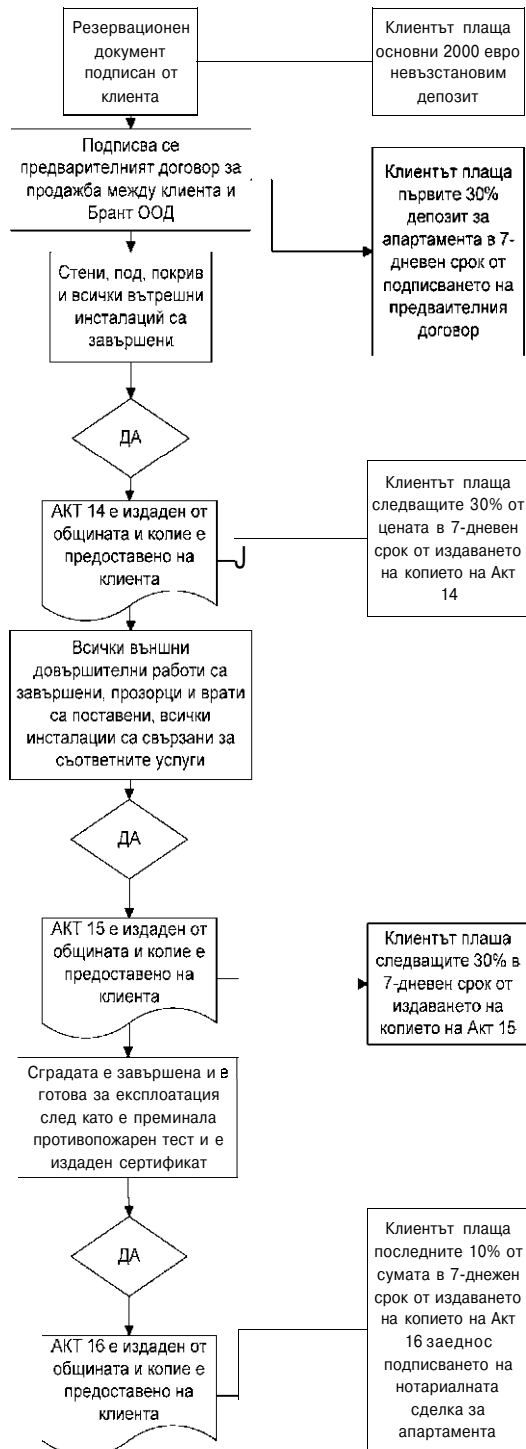 Резервационен
документ
подписан от
клиента
Клиентът плаща
основни 2000 евро
невъзстановим
депозит
Подписва се
предварителният договор за
продажба между клиента и
Брант ООД
Клиентът плаща
първите 30%
депозит за
апартамента в 7-
дневен срок от
подписването на
предваителния
договор
Стени, под, покрив
и всички вътрешни
инсталаций са
завършени
ДА
АКТ 14 е издаден от
общината и копие е
предоставено на
клиента
Клиентът плаща
следващите 30% от
цената в 7-дневен
срок от издаването
на копието на Акт
14
Всички външни
довършителни работи са
завършени, прозорци и врати
са поставени, всички
инсталации са свързани за
съответните услуги
ДА
АКТ 15 е издаден от
общината и копие е
предоставено на
клиента
Клиентът плаша
следващите 30% в
7-дневен срок от
издаването на
копието на Акт 15
Сградата е завършена и е
готова за експлоатация
след като е преминала
противопожарен тест и е
издаден сертификат
ДА
АКТ 16 е издаден от
общината и копие е
предоставено на
клиента
Клиентът плаща
последните 10% от
сумата в 7-днежен
срок от издаването
на копието на Акт
16 заеднос
подписването на
нотариалната
сделка за
апартамента